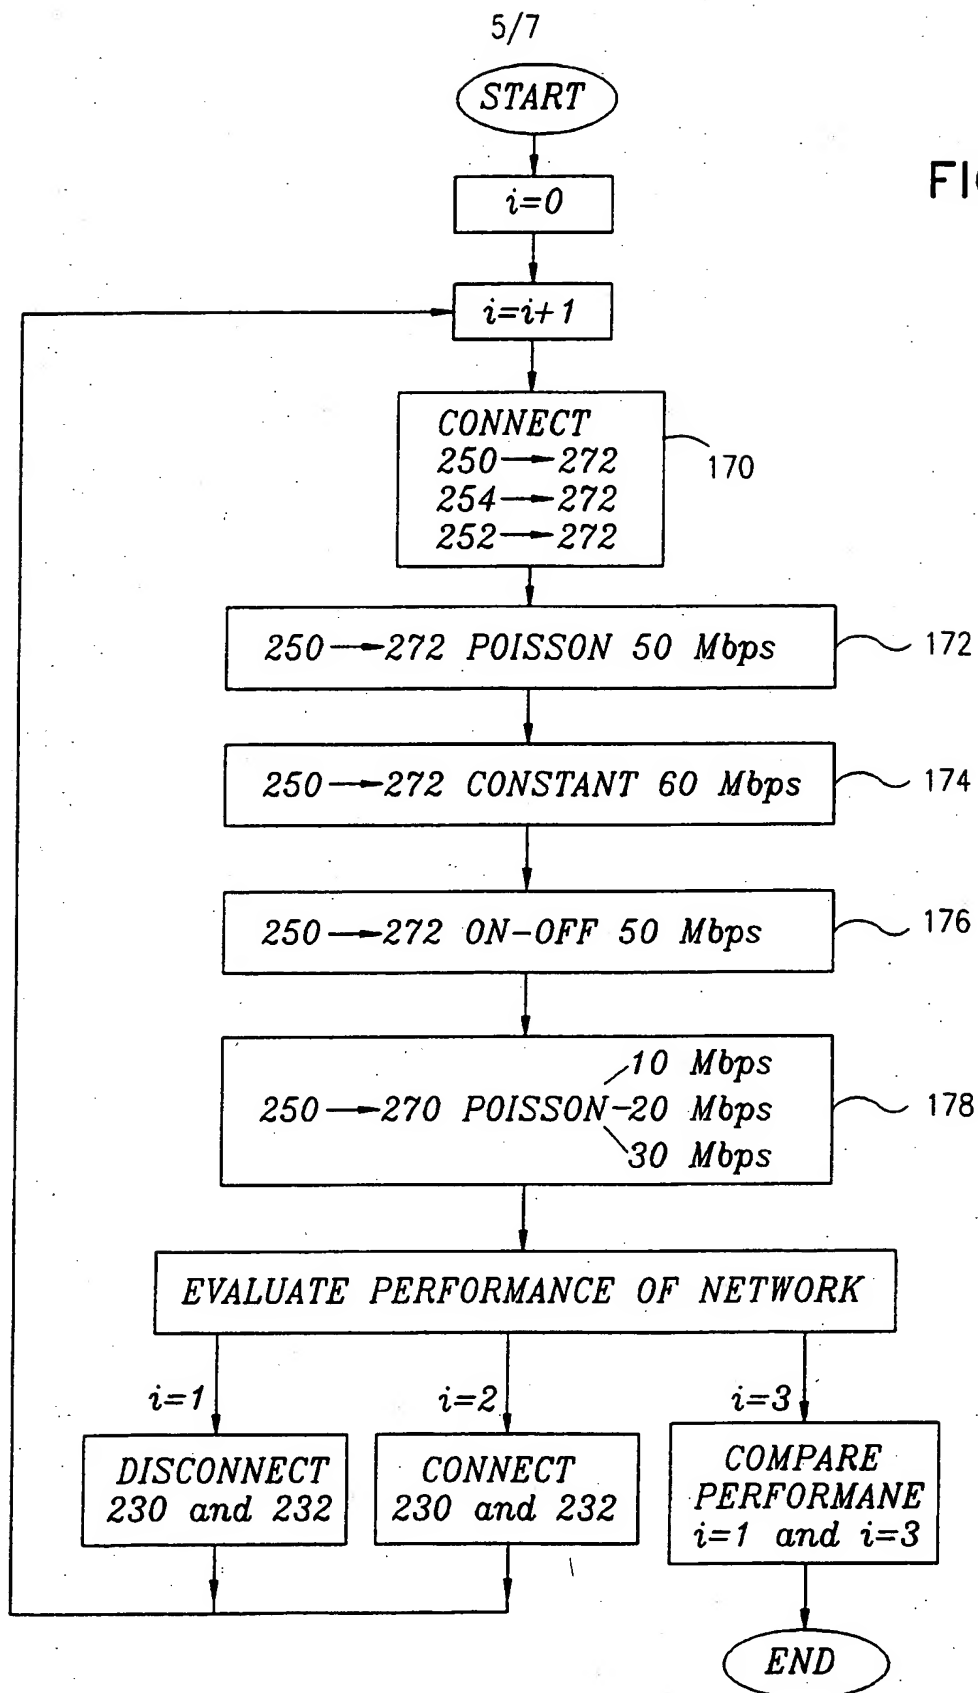 5/7
START
FIG
i=0
i=i+1
CONNECT
250→272
254→272
252→272
170
250→272 POISSON 50 Mbps
172
250→272 CONSTANT 60 Mbps
174
250→272 ON-OFF 50 Mbps
176
10 Mbps
250→270 POISSON-20 Mbps
30 Mbps
178
EVALUATE PERFORMANCE OF NETWORK
i=1
i=2
i=3
DISCONNECT
230 and 232
CONNECT
230 and 232
COMPARE
PERFORMANE
i=1 and i=3
END